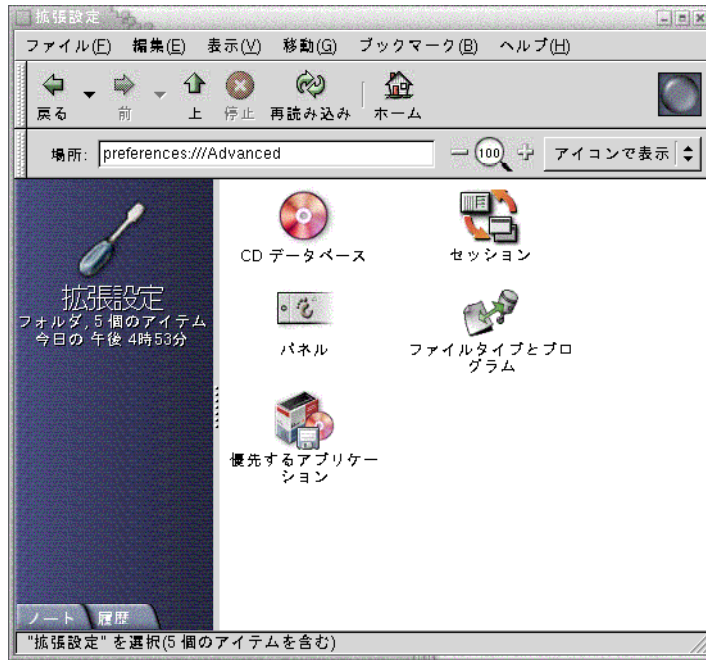 拡張設定
ファイル(F) 編集(E) 表示(V) 移動(G) ブックマーク(B) ヘルプ(H)
戻る 前 上 停止 再読み込み ホーム
場所: preferences:///Advanced 100 アイコンで表示
拡張設定
フォルダ, 5 個のアイテム
今日の 午後 4時53分
CD データベース
セッション
パネル
ファイルタイプとプロ
グラム
優先するアプリケー
ション
ノート 履歴
"拡張設定" を選択(5 個のアイテムを含む)